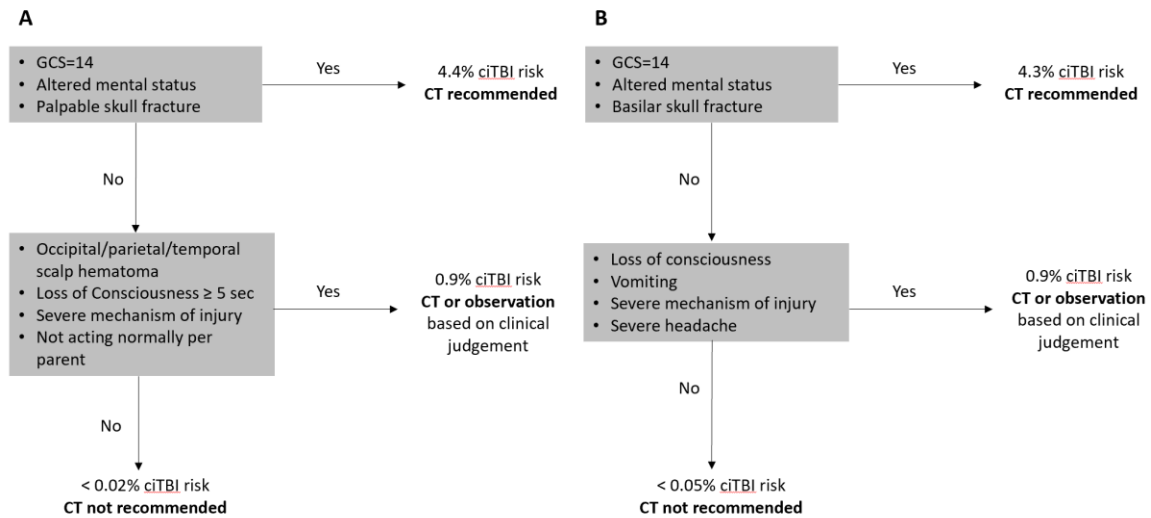 A
• GCS=14
• Altered mental status
• Palpable skull fracture
Yes
4.4% ciTBI risk
CT recommended
No
• Occipital/parietal/temporal
scalp hematoma
• Loss of Consciousness ≥ 5 sec
• Severe mechanism of injury
• Not acting normally per
parent
Yes
0.9% ciTBI risk
CT or observation
based on clinical
judgement
No
< 0.02% ciTBI risk
CT not recommended
B
• GCS=14
• Altered mental status
• Basilar skull fracture
Yes
4.3% ciTBI risk
CT recommended
No
• Loss of consciousness
• Vomiting
• Severe mechanism of injury
• Severe headache
Yes
0.9% ciTBI risk
CT or observation
based on clinical
judgement
No
< 0.05% ciTBI risk
CT not recommended